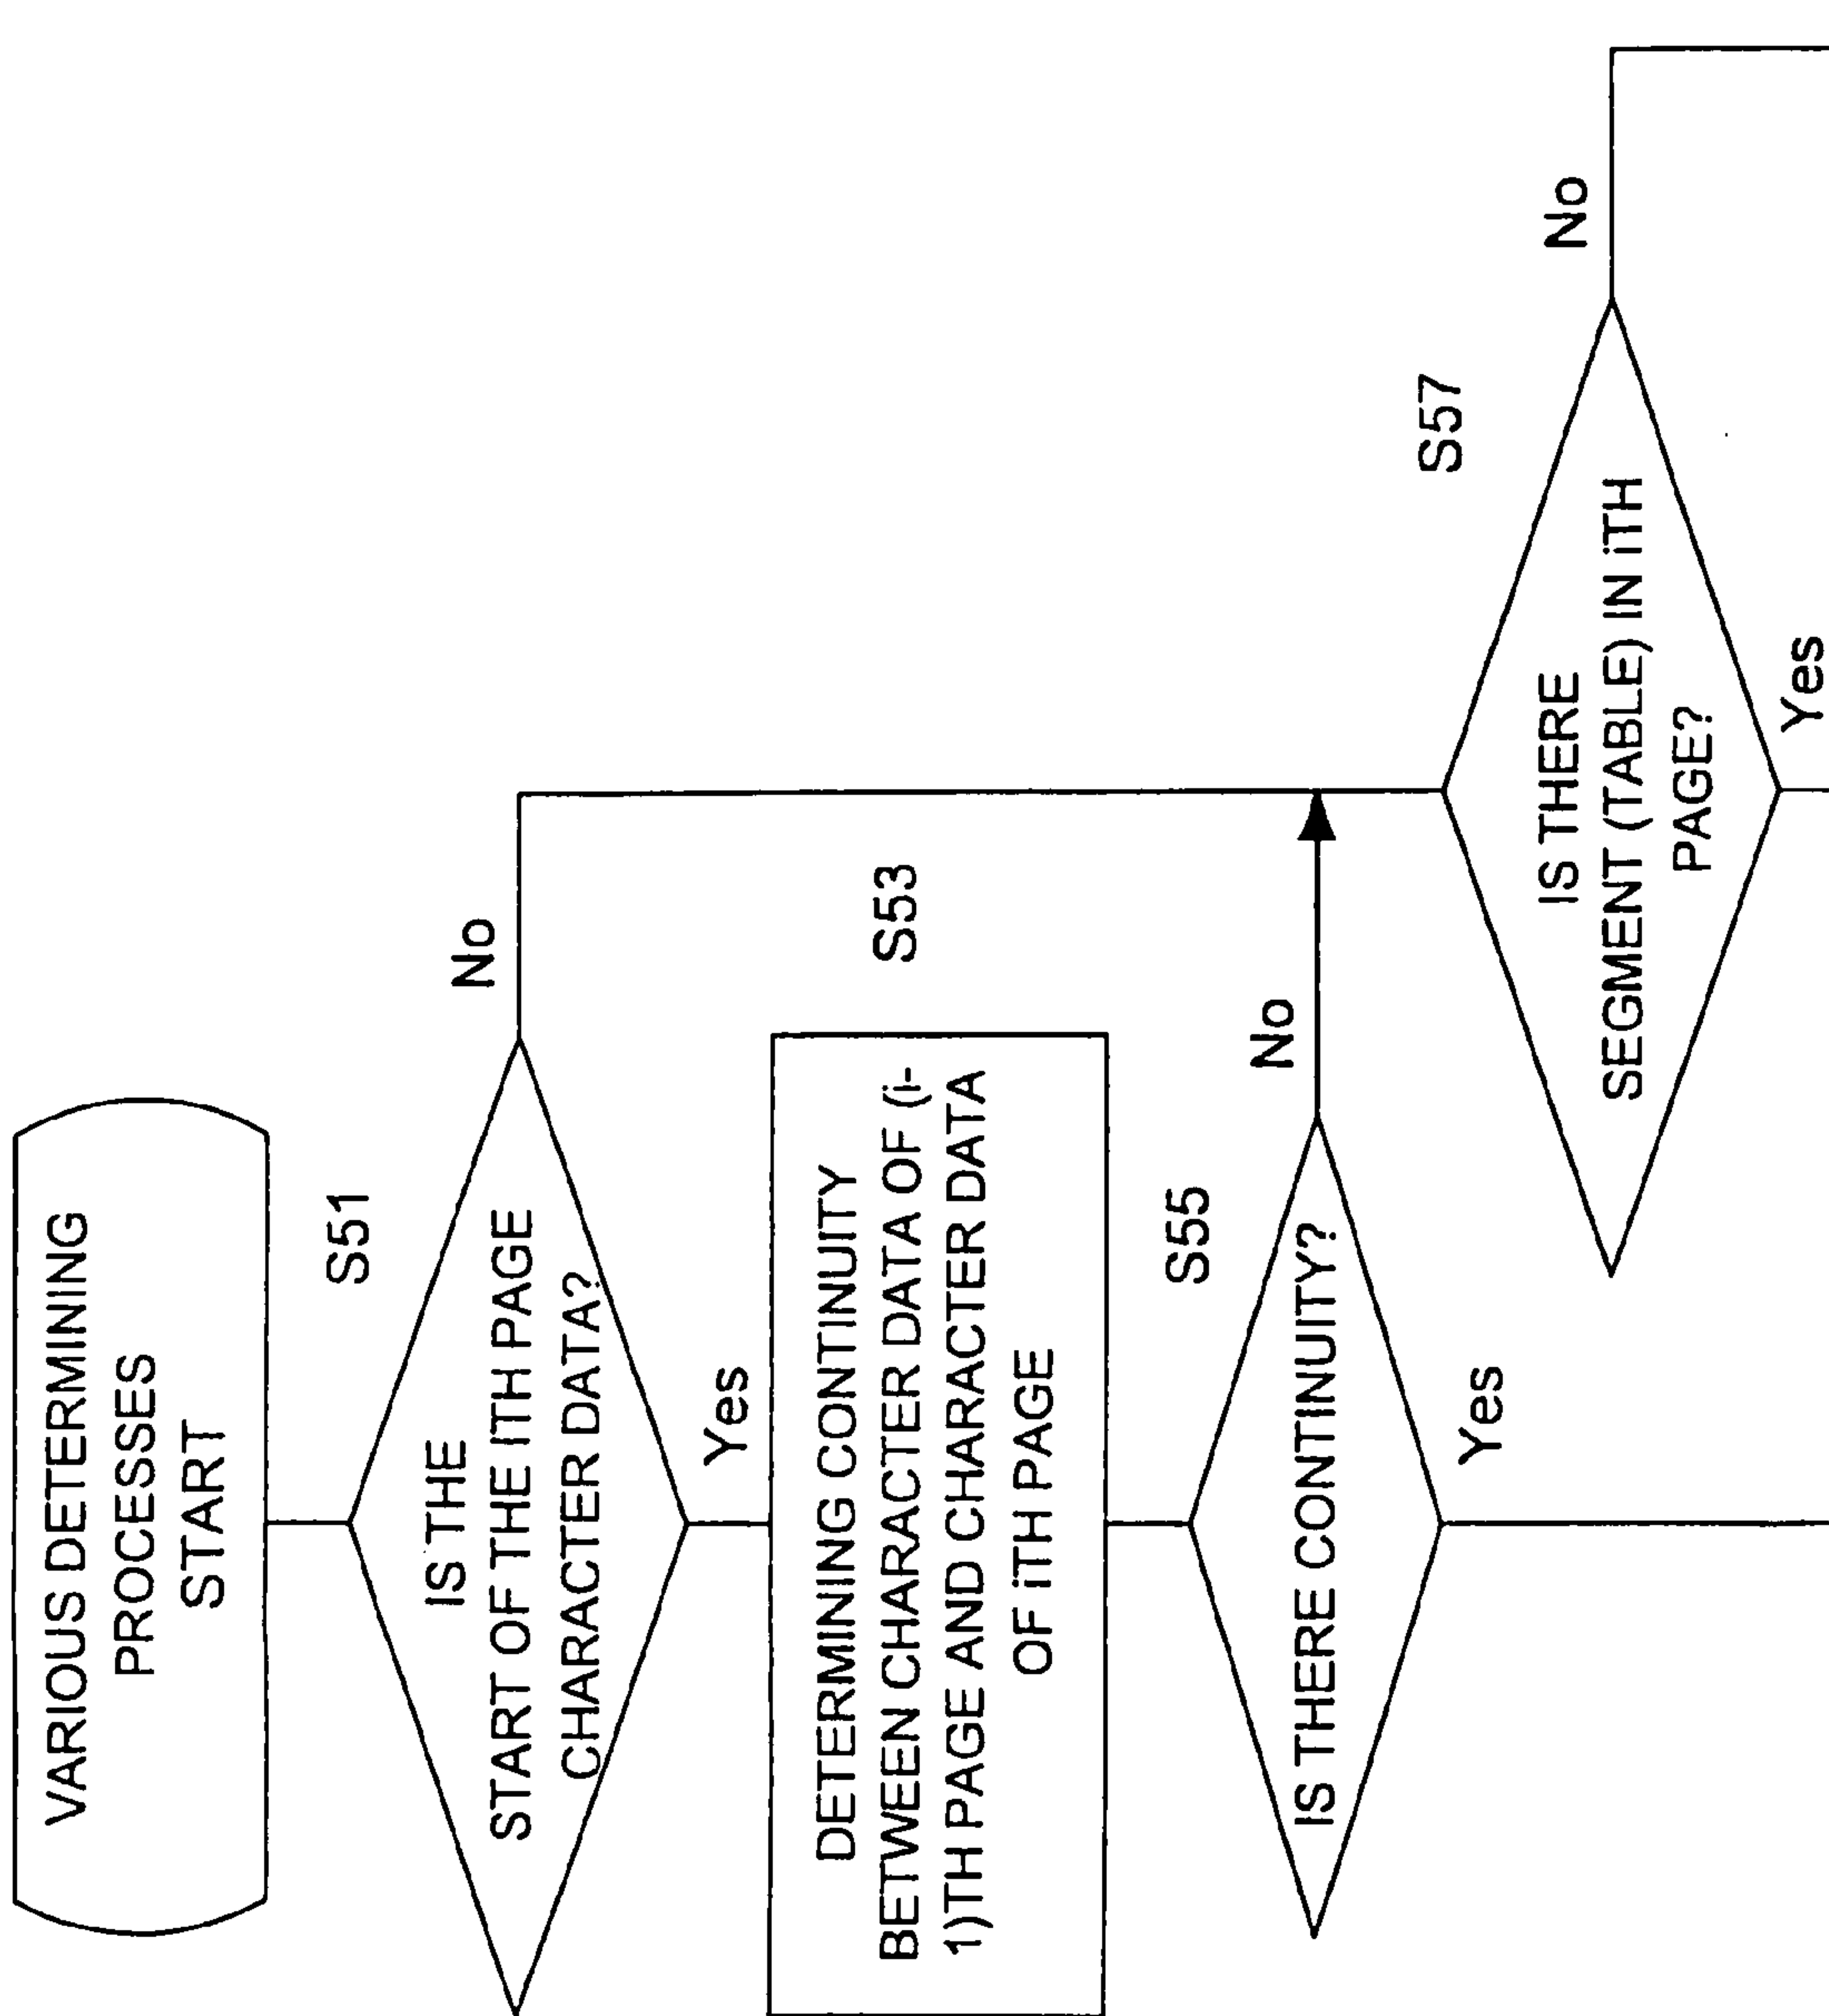 VARIOUS DETERMINING
PROCESSES
START
S51
IS THE
START OF THE ITH PAGE
CHARACTER DATA?
No
Yes
S53
DETERMINING CONTINUITY
BETWEEN CHARACTER DATA OF (i-
1)TH PAGE AND CHARACTER DATA
OF iTH PAGE
S55
IS THERE CONTINUITY?
No
Yes
S57
IS THERE
SEGMENT (TABLE) IN iTH
PAGE?
No
Yes